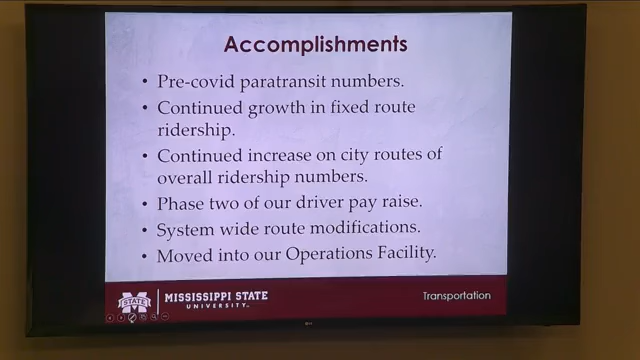 Accomplishments
• Pre-covid paratransit numbers.
• Continued growth in fixed route
ridership.
• Continued increase on city routes of
overall ridership numbers.
• Phase two of our driver pay raise.
• System wide route modifications.
• Moved into our Operations Facility.
STATE
MISSISSIPPI STATE
UNIVERSITY™
Transportation